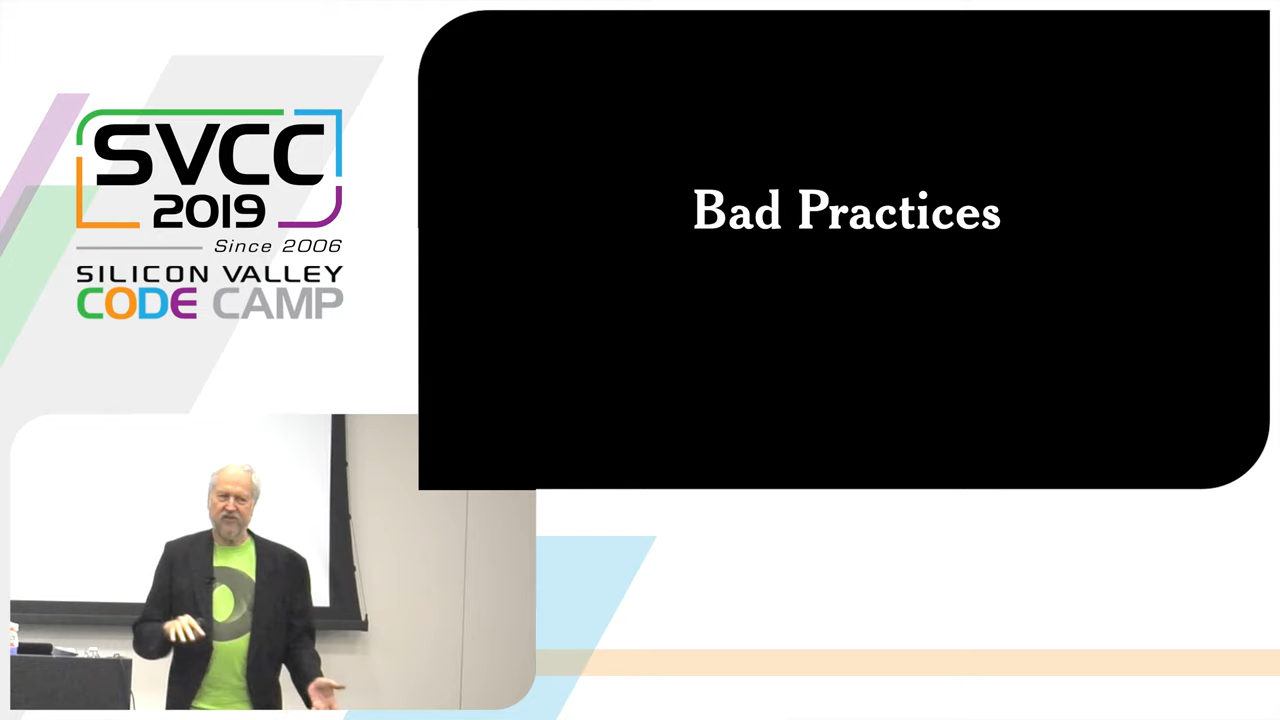 SVCC
2019
Since 2006
SILICON VALLEY
CODE CAMP
Bad Practices